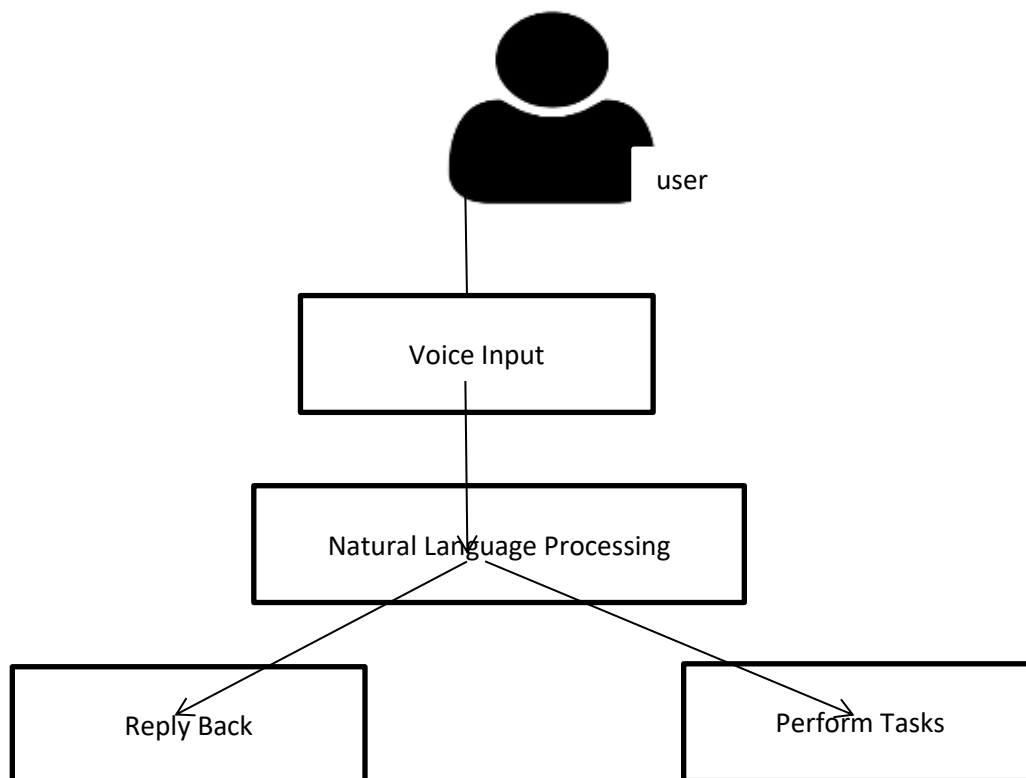 user
Voice Input
Natural Language Processing
Reply Back
Perform Tasks